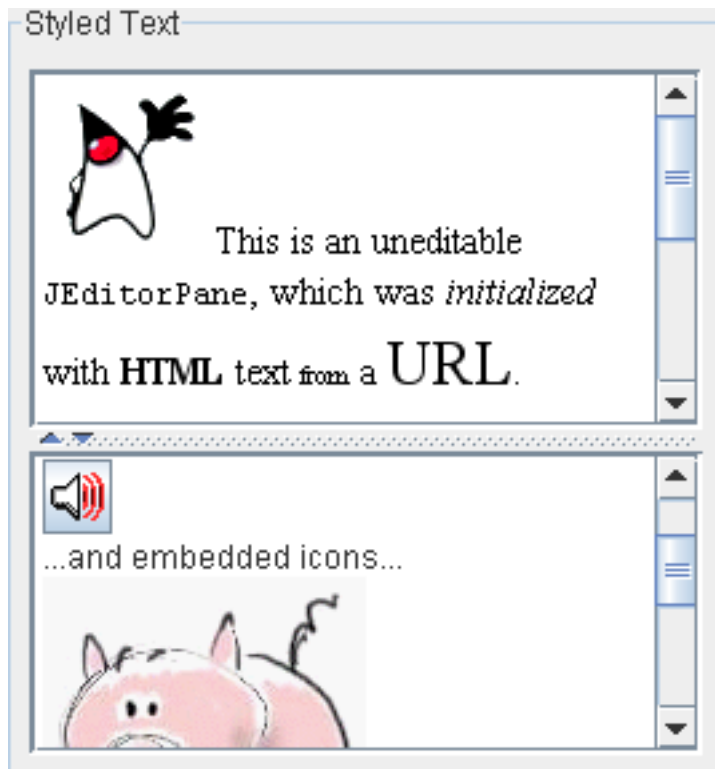 Styled Text
This is an uneditable
JEditorPane, which was initialized
with HTML text from a URL.
...and embedded icons...